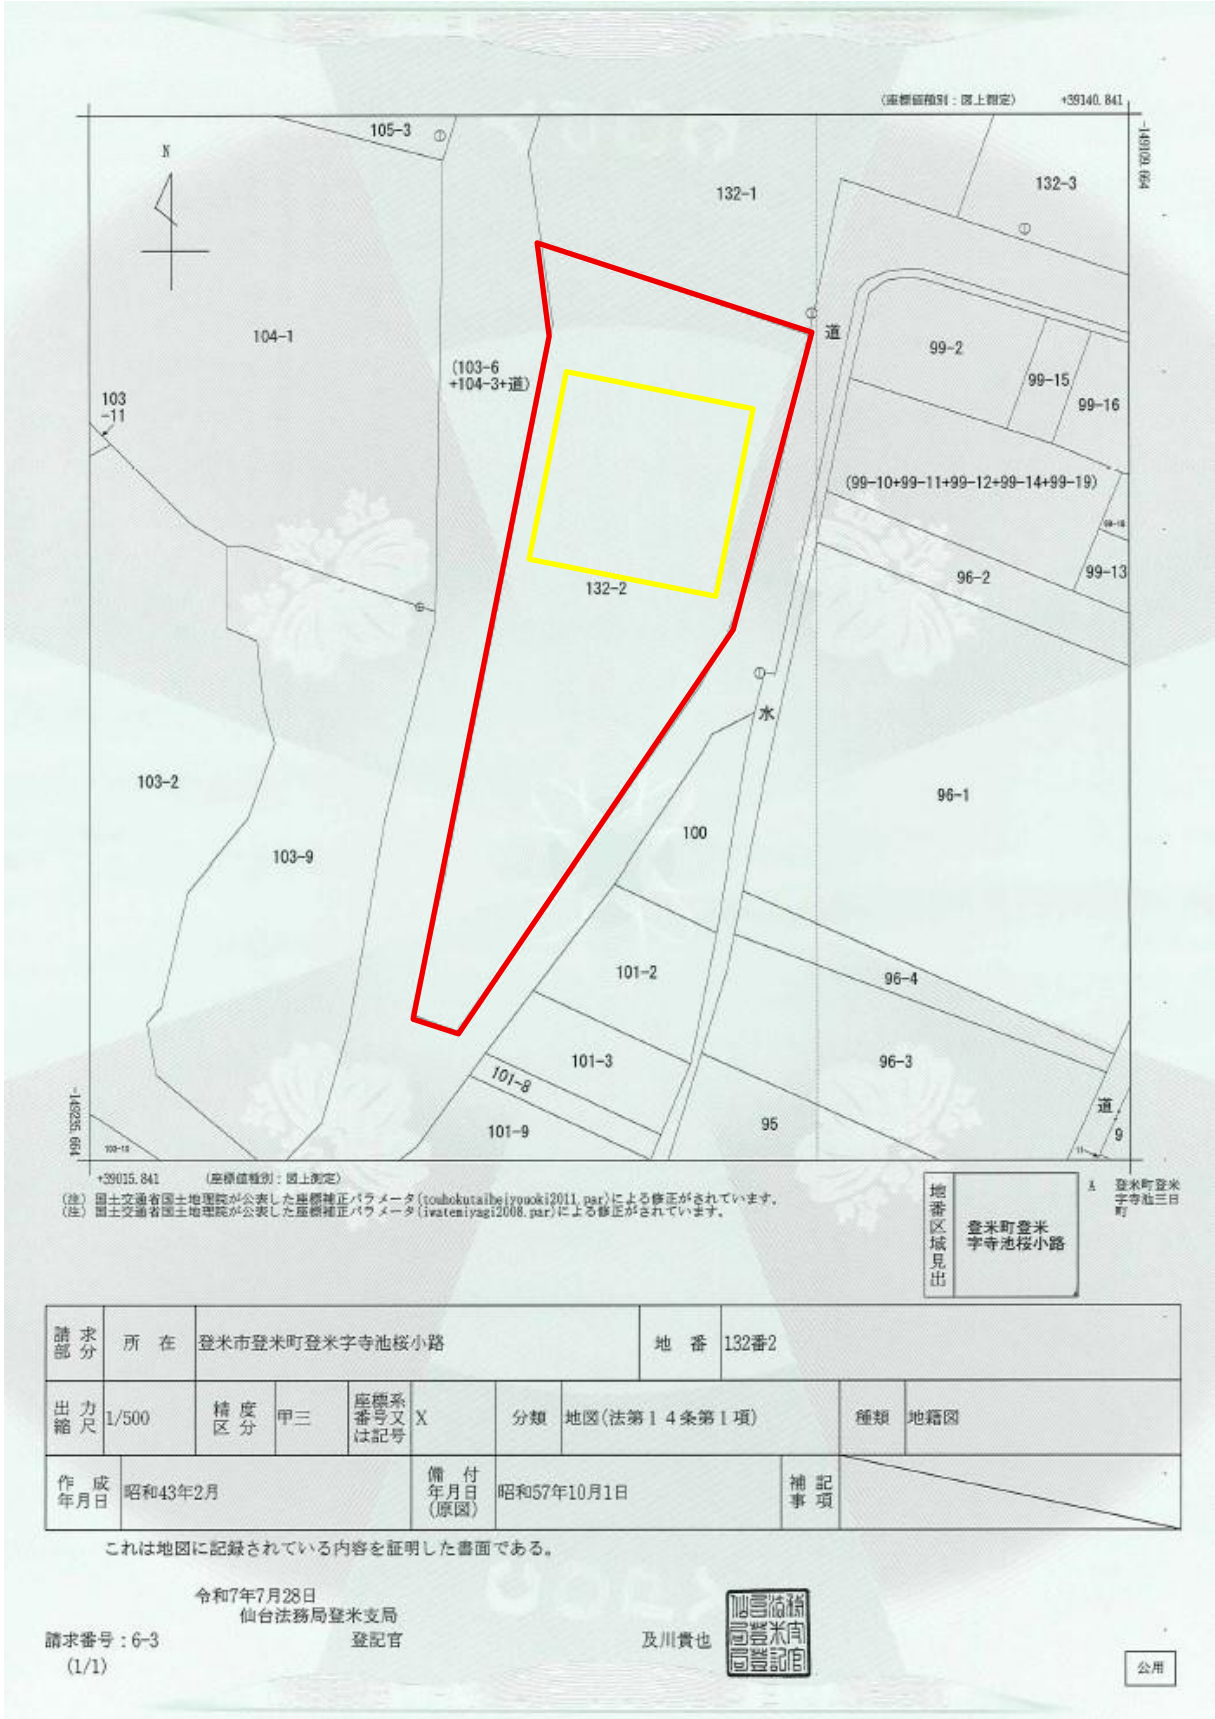 (座標値種別：図上測定)
+39140.841
-149109.664
105-3
N
132-1
132-3
104-1
道
99-2
(103-6
+104-3+道)
99-15
99-16
103
-11
(99-10+99-11+99-12+99-14+99-19)
99-13
96-2
132-2
水
103-2
96-1
100
103-9
101-2
96-4
101-3
96-3
101-8
道
95
101-9
9
103-10
-149235.664
+39015.841
(座標値種別：図上測定)
(注) 国土交通省国土地理院が公表した座標補正パラメータ(touhokutaiheiyouoki2011.par)による修正がされています。
(注) 国土交通省国土地理院が公表した座標補正パラメータ(iwatemiyagi2008.par)による修正がされています。
地番区域見出
登米町登米
字寺池桜小路
A
登米町登米
字寺池三日
町
請求部分
所在
登米市登米町登米字寺池桜小路
地番
132番2
出力縮尺
1/500
精度区分
甲三
座標系番号又は記号
X
分類
地図(法第14条第1項)
種類
地籍図
作成年月日
昭和43年2月
備付年月日(原図)
昭和57年10月1日
補記事項
これは地図に記録されている内容を証明した書面である。
令和7年7月28日
仙台法務局登米支局
請求番号：6-3
登記官
及川貴也
(1/1)
公用